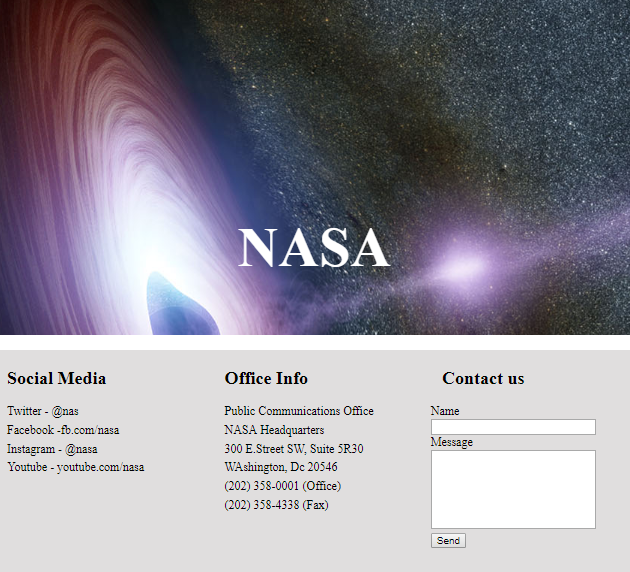 NASA
Social Media
Twitter - @nas
Facebook -fb.com/nasa
Instagram - @nasa
Youtube - youtube.com/nasa
Office Info
Public Communications Office
NASA Headquarters
300 E.Street SW, Suite 5R30
WAshington, Dc 20546
(202) 358-0001 (Office)
(202) 358-4338 (Fax)
Contact us
Name
Message
Send